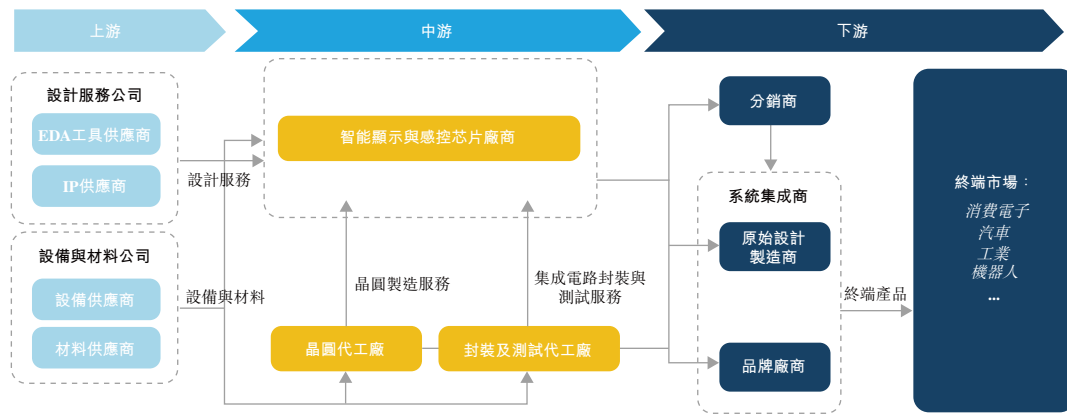 上游
中游
下游
設計服務公司
EDA工具供應商
IP供應商
設計服務
設備與材料公司
設備供應商
材料供應商
設備與材料
智能顯示與感控芯片廠商
晶圓製造服務
集成電路封裝與
測試服務
晶圓代工廠
封裝及測試代工廠
分銷商
系統集成商
原始設計
製造商
品牌廠商
終端產品
終端市場：
消費電子
汽車
工業
機器人
...